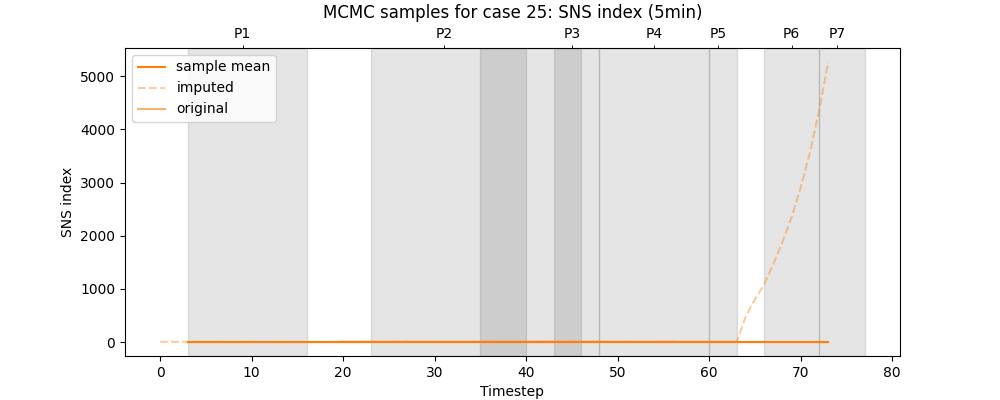 MCMC samples for case 25: SNS index (5min)
P1 P2 P3 P4 P5 P6 P7
sample mean
imputed
original
5000
4000
3000
2000
1000
0
SNS index
0 10 20 30 40 50 60 70 80
Timestep